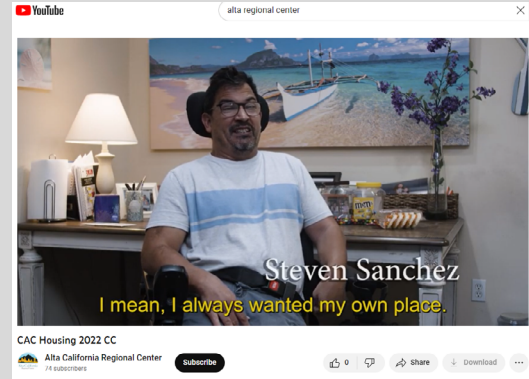 YouTube
alta regional center
m&m
Steven Sanchez
I mean, I always wanted my own place.
CAC Housing 2022 CC
Alta California Regional Center
74 subscribers
Subscribe
0
Share
Download